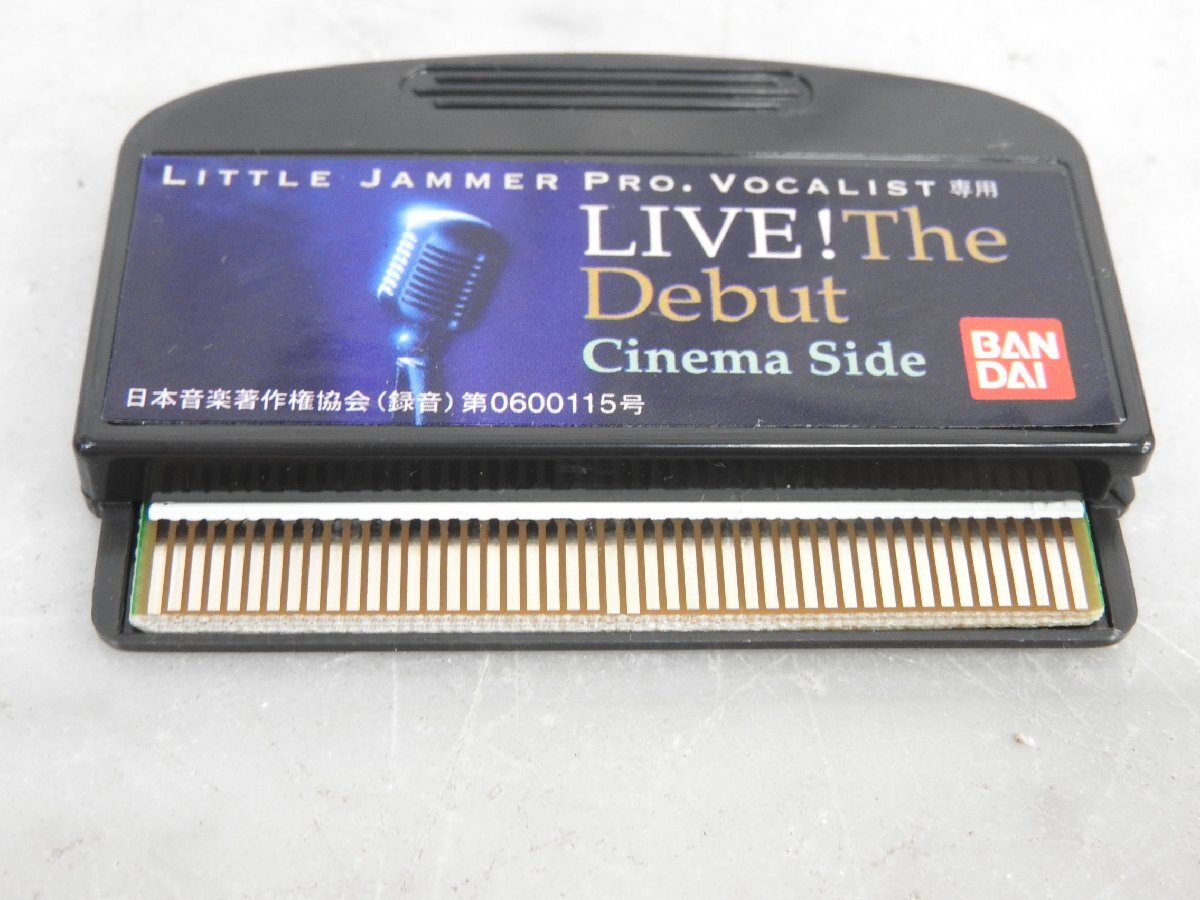 LITTLE JAMMER PRO. VOCALIST 専用
LIVE! The
Debut
Cinema Side
BAN
DAI
日本音楽著作権協会(録音)第0600115号